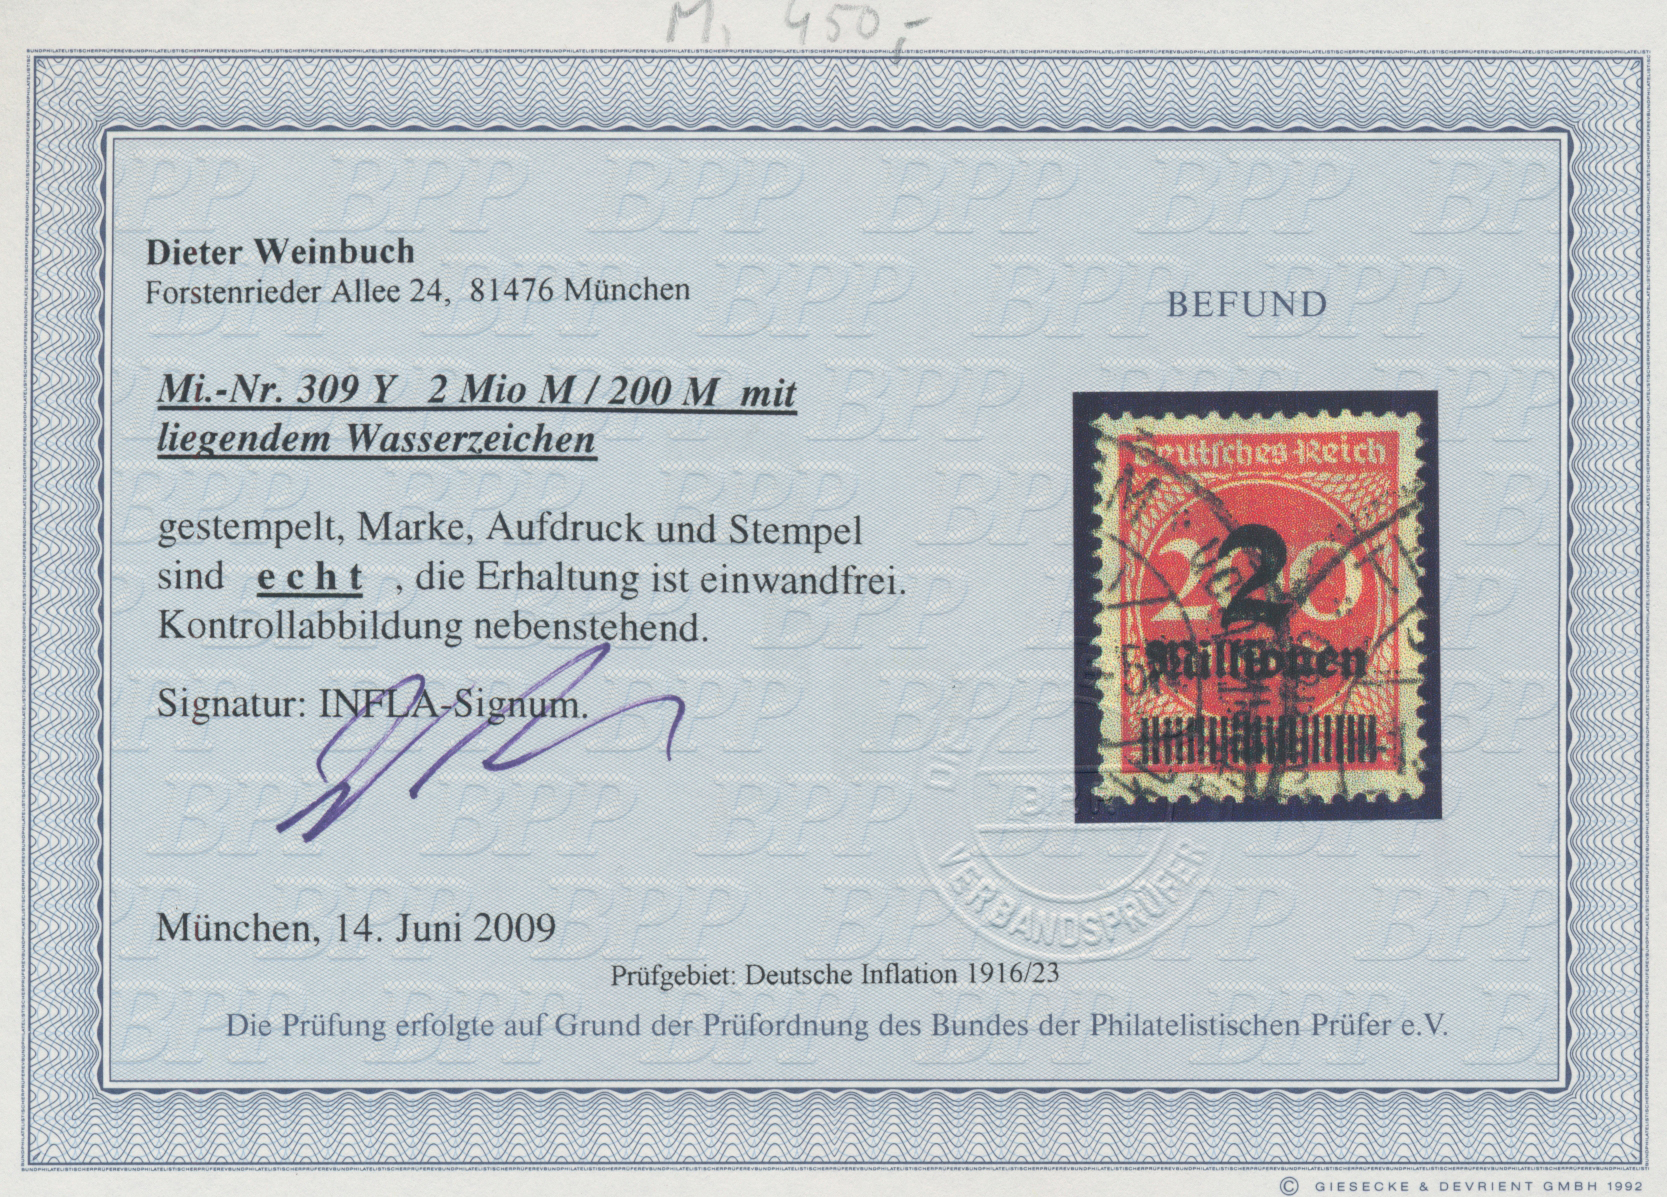 M. 450,-
Dieter Weinbuch
Forstenrieder Allee 24, 81476 München
BEFUND
Mi.-Nr. 309 Y 2 Mio M / 200 M mit
liegendem Wasserzeichen
gestempelt, Marke, Aufdruck und Stempel
sind echt , die Erhaltung ist einwandfrei.
Kontrollabbildung nebenstehend.
Signatur: INFLA-Signum.
Deutsches Reich
200
2
Millionen
BPP
VERBANDSPRÜFER
München, 14. Juni 2009
Prüfgebiet: Deutsche Inflation 1916/23
Die Prüfung erfolgte auf Grund der Prüfordnung des Bundes der Philatelistischen Prüfer e.V.
© GIESECKE & DEVRIENT GMBH 1992